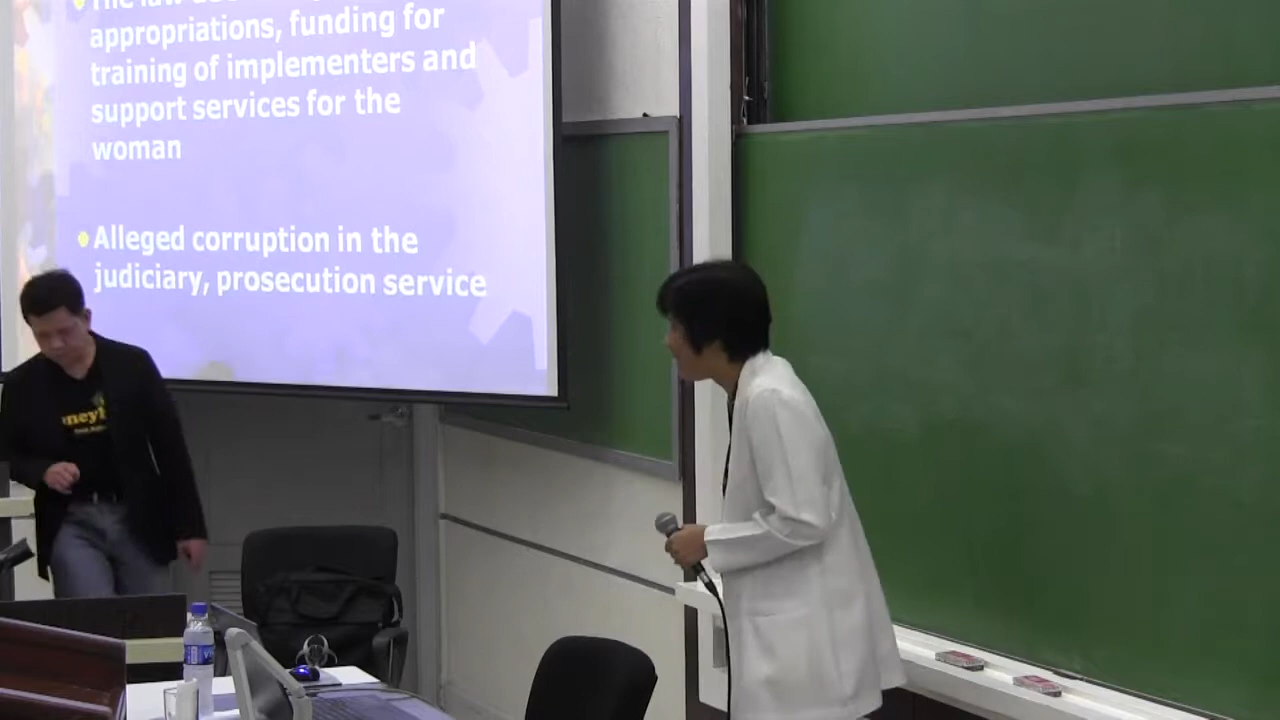 appropriations, funding for
training of implementers and
support services for the
woman
Alleged corruption in the
judiciary, prosecution service